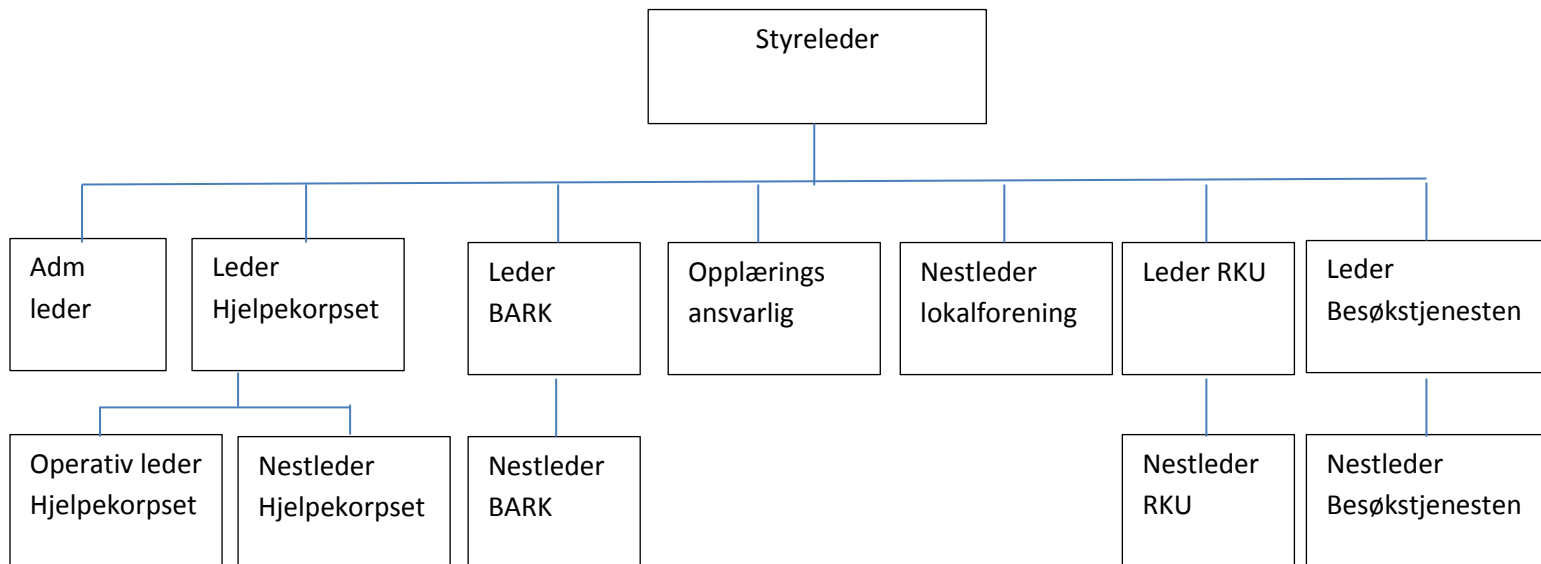 Styreleder
Adm
leder
Leder
Hjelpekorpset
Leder
BARK
Opplærings
ansvarlig
Nestleder
lokalforening
Leder RKU
Leder
Besøkstjenesten
Operativ leder
Hjelpekorpset
Nestleder
Hjelpekorpset
Nestleder
BARK
Nestleder
RKU
Nestleder
Besøkstjenesten